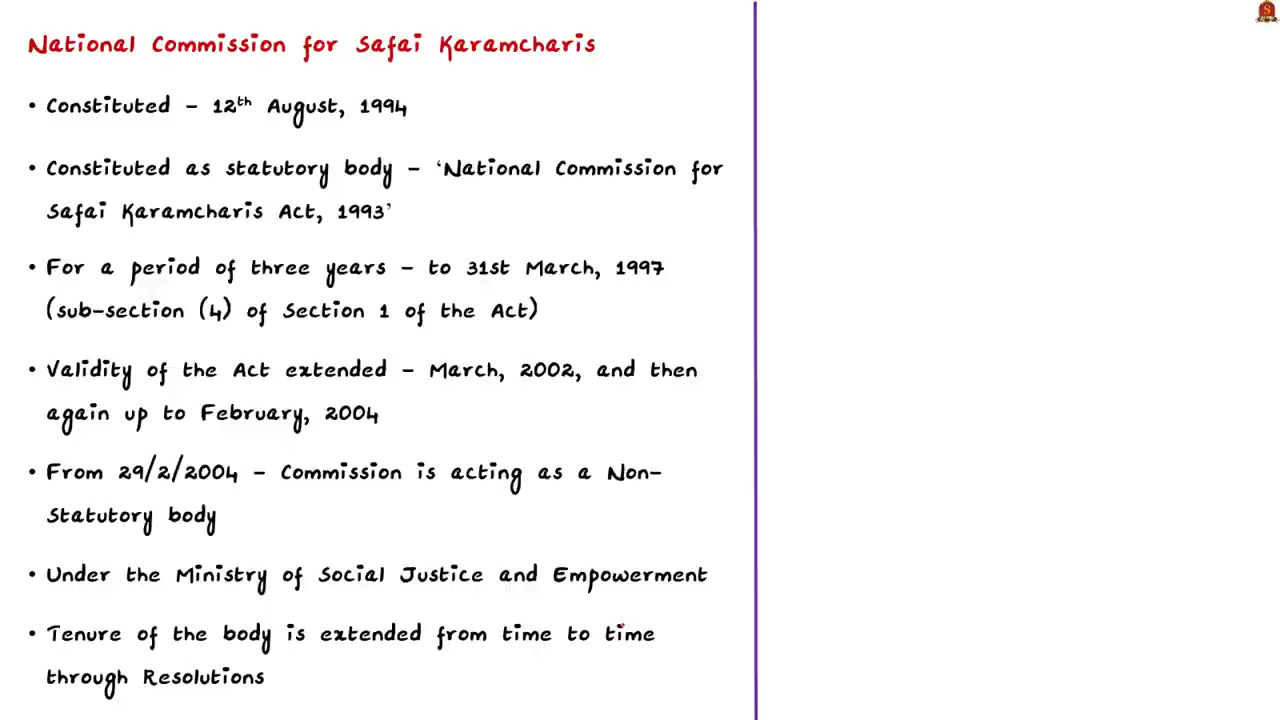 National Commission for Safai Karamcharis
• Constituted – 12th August, 1994
• Constituted as statutory body – ‘National Commission for
Safai Karamcharis Act, 1993’
• For a period of three years – to 31st March, 1997
(sub-section (4) of Section 1 of the Act)
• Validity of the Act extended – March, 2002, and then
again up to February, 2004
• From 29/2/2004 – Commission is acting as a Non-
Statutory body
• Under the Ministry of Social Justice and Empowerment
• Tenure of the body is extended from time to time
through Resolutions